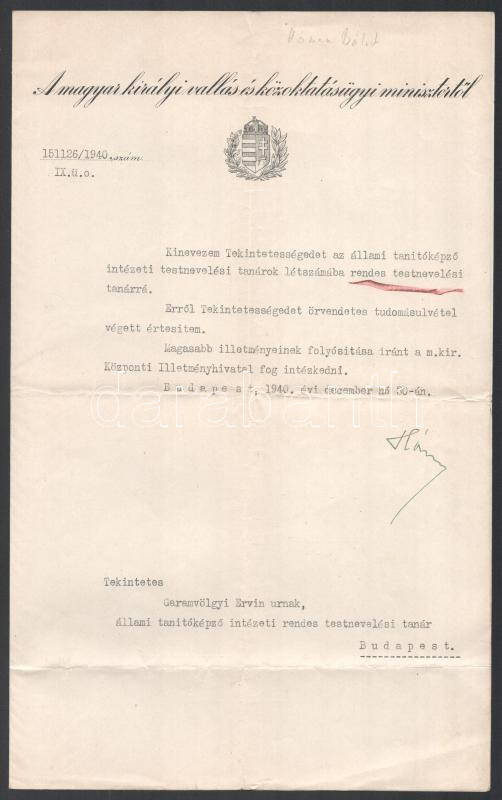 Hóman Bálint
A magyar királyi vallás és közoktatásügyi minisztertől
151126/1940.szám.
IX.ü.o.
Kinevezem Tekintetességedet az állami tanitóképző
intézeti testnevelési tanárok létszámába rendes testnevelési
tanárrá.
Erről Tekintetességedet örvendetes tudomásulvétel
végett értesitem.
Magasabb illetményeinek folyósitása iránt a m.kir.
Központi Illetményhivatal fog intézkedni.
Budapest, 1940. évi december hó 30-án.
darabanth
Hóman
Tekintetes
Garamvölgyi Ervin urnak,
állami tanitóképző intézeti rendes testnevelési tanár
Budapest.